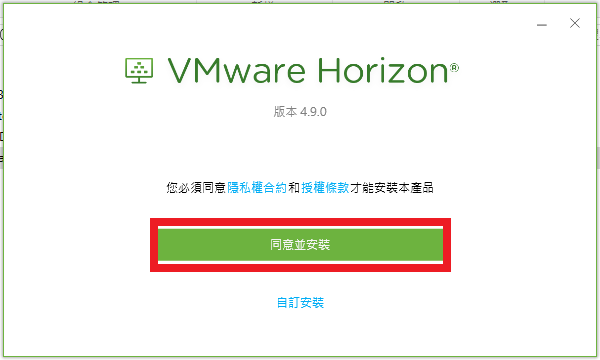 VMware Horizon®
版本 4.9.0
您必須同意隱私權合約和授權條款才能安裝本產品
同意並安裝
自訂安裝